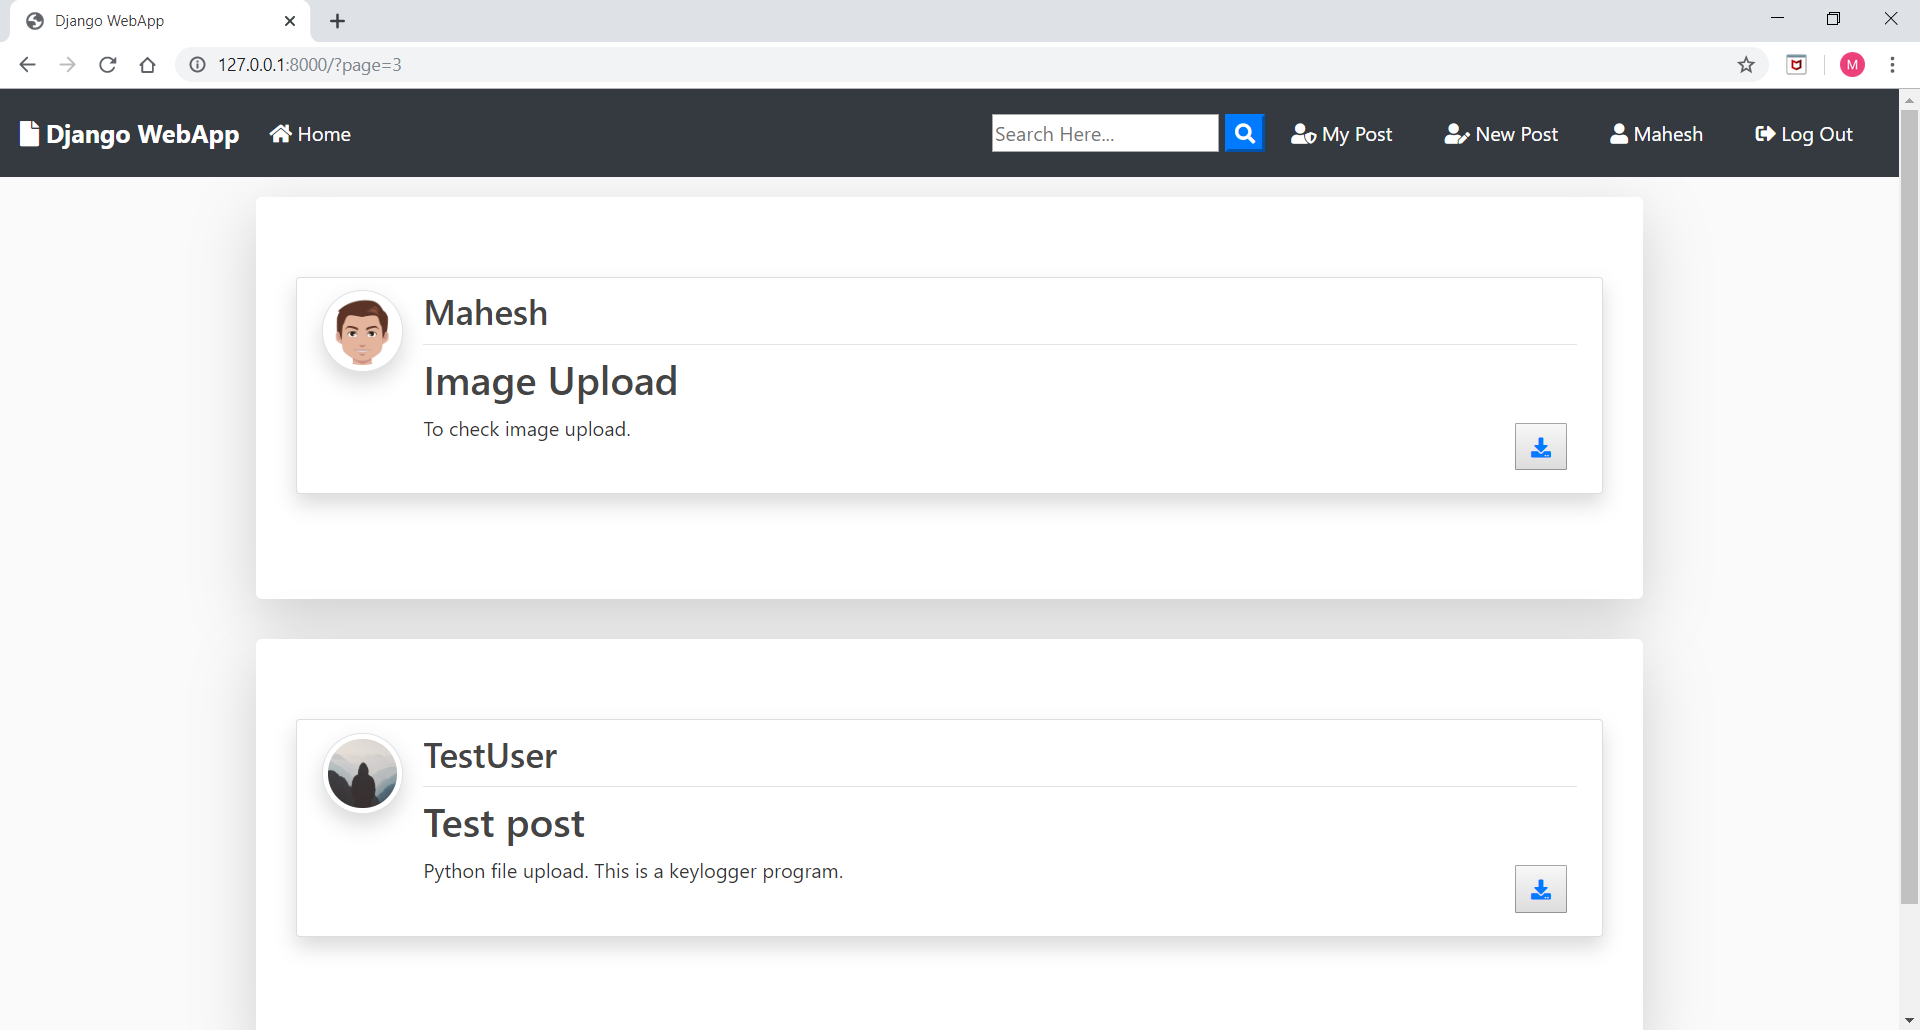 Django WebApp
127.0.0.1:8000/?page=3
M
Django WebApp Home Search Here... My Post New Post Mahesh Log Out
Mahesh
Image Upload
To check image upload.
TestUser
Test post
Python file upload. This is a keylogger program.